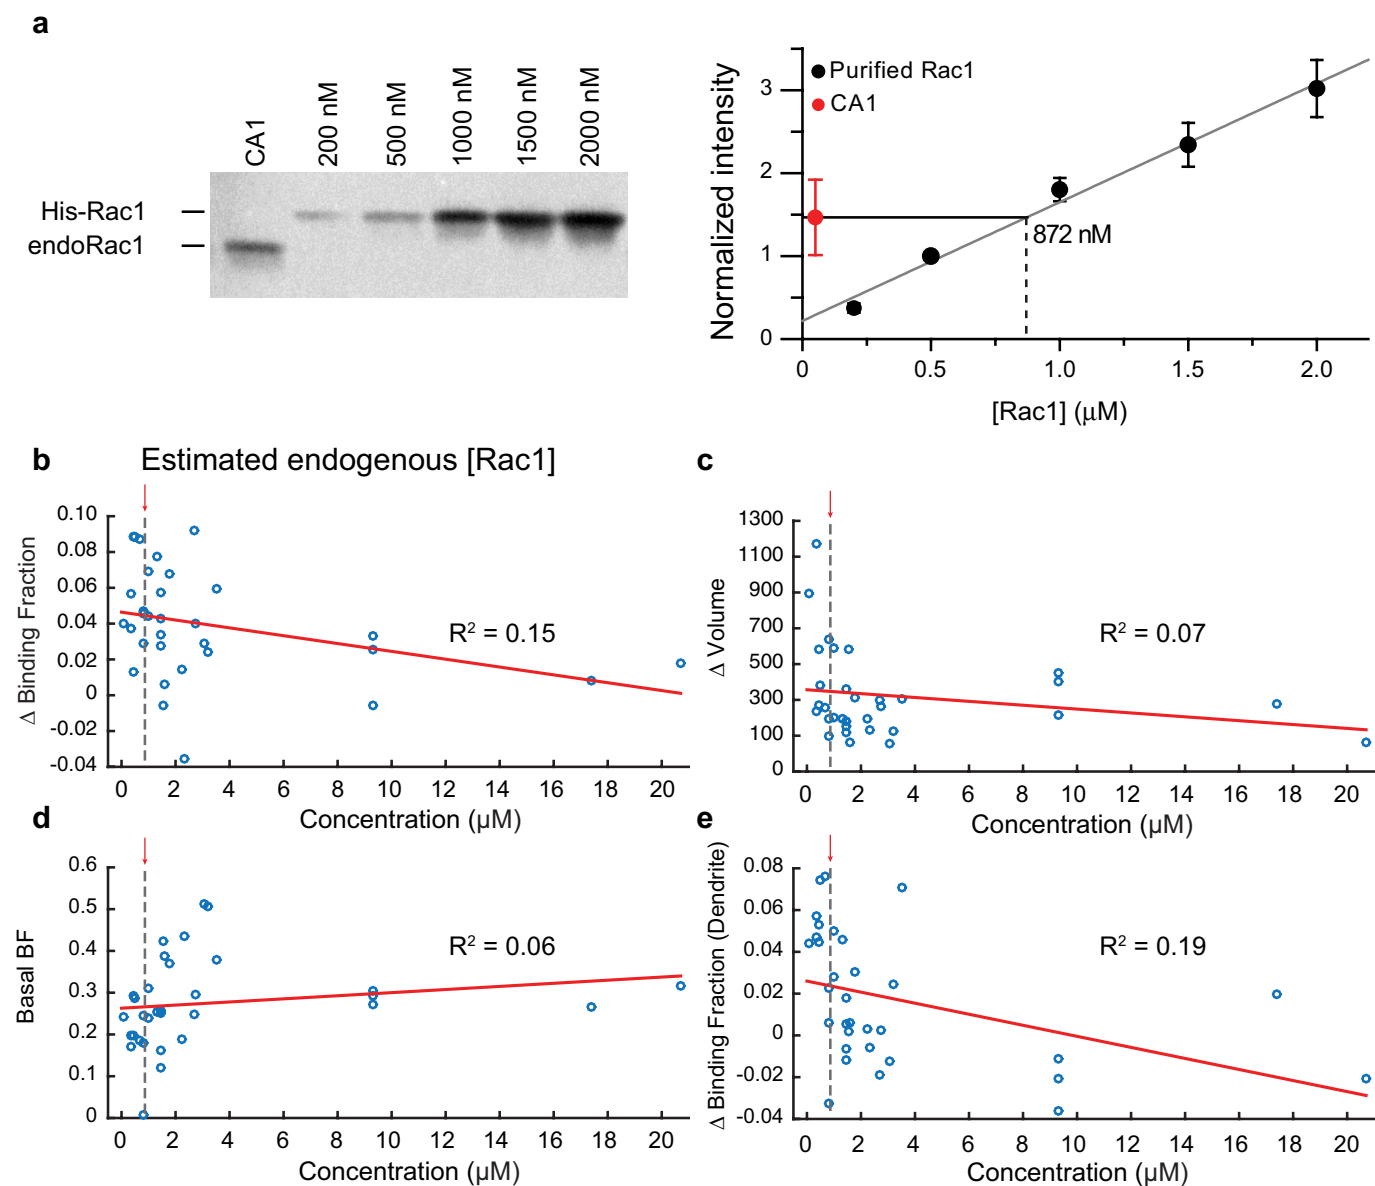 a
CA1
200 nM
500 nM
1000 nM
1500 nM
2000 nM
His-Rac1
endoRac1
Normalized intensity
3
2
1
0
Purified Rac1
CA1
872 nM
0 0.5 1.0 1.5 2.0
[Rac1] (μM)
b
Estimated endogenous [Rac1]
Δ Binding Fraction
0.10
0.08
0.06
0.04
0.02
0
-0.02
-0.04
R² = 0.15
0 2 4 6 8 10 12 14 16 18 20
Concentration (µM)
c
Δ Volume
1300
1100
900
700
500
300
100
0
R² = 0.07
0 2 4 6 8 10 12 14 16 18 20
Concentration (µM)
d
Basal BF
0.6
0.5
0.4
0.3
0.2
0.1
0
R² = 0.06
0 2 4 6 8 10 12 14 16 18 20
Concentration (µM)
e
Δ Binding Fraction (Dendrite)
0.08
0.06
0.04
0.02
0
-0.02
-0.04
R² = 0.19
0 2 4 6 8 10 12 14 16 18 20
Concentration (µM)